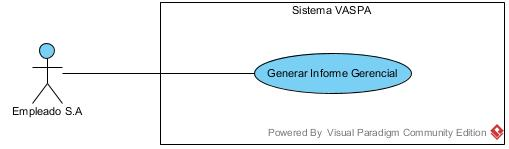 Sistema VASPA
Generar Informe Gerencial
Empleado S.A
Powered By Visual Paradigm Community Edition